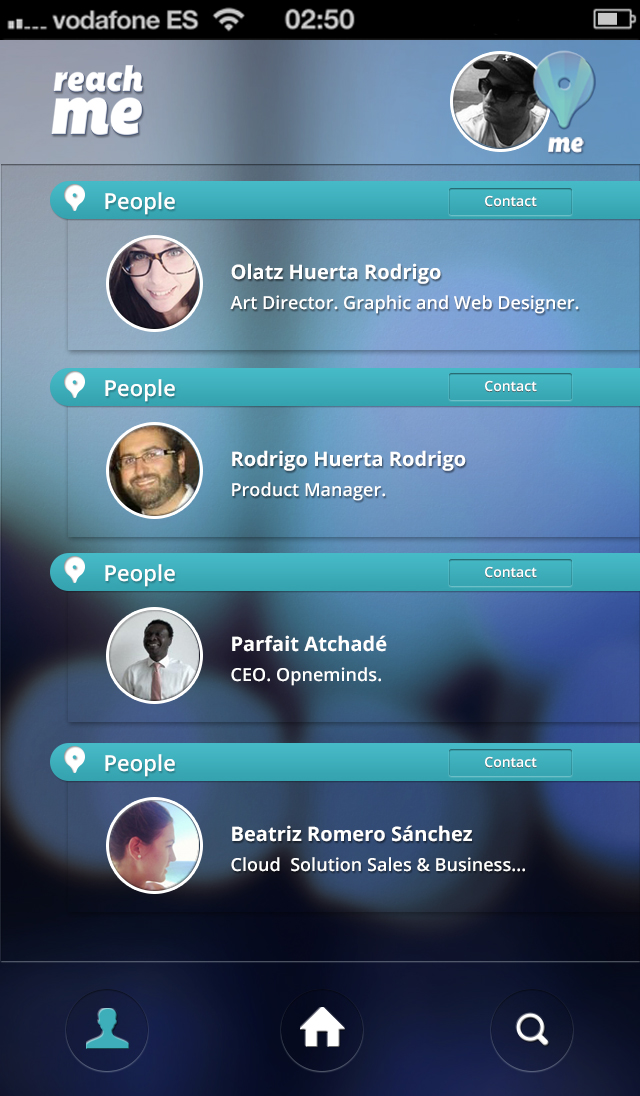 vodafone ES 02:50
reach
me
me
People Contact
Olatz Huerta Rodrigo
Art Director. Graphic and Web Designer.
People Contact
Rodrigo Huerta Rodrigo
Product Manager.
People Contact
Parfait Atchadé
CEO. Opneminds.
People Contact
Beatriz Romero Sánchez
Cloud  Solution Sales & Business...